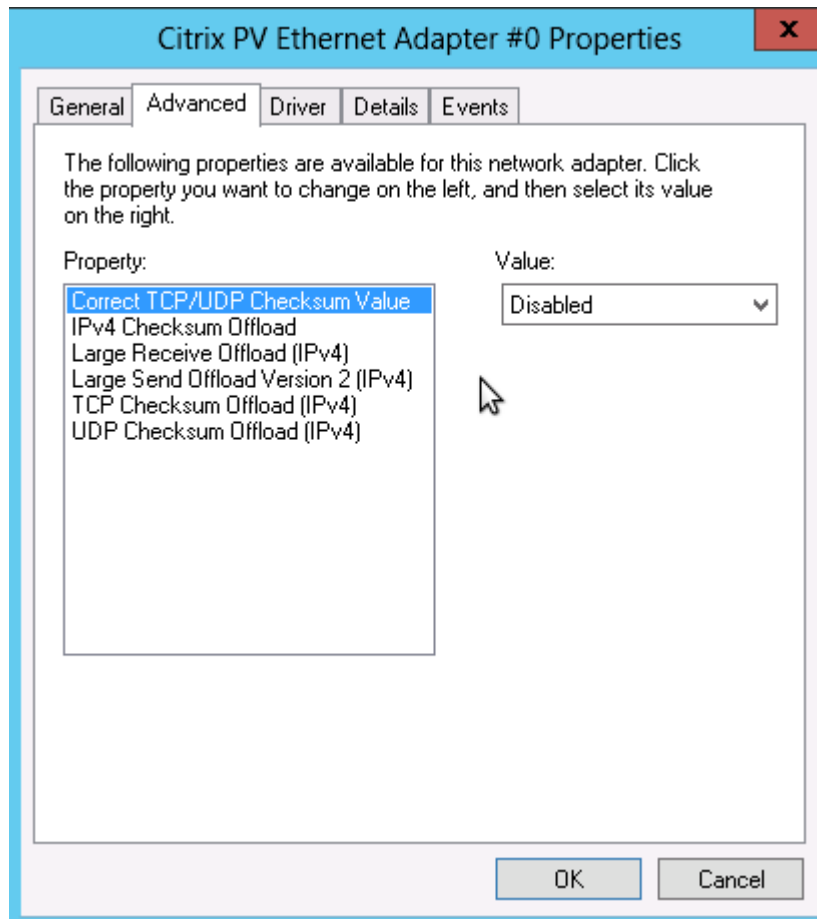 Citrix PV Ethernet Adapter #0 Properties
x
General Advanced Driver Details Events
The following properties are available for this network adapter. Click
the property you want to change on the left, and then select its value
on the right.
Property:
Value:
Correct TCP/UDP Checksum Value
Disabled
IPv4 Checksum Offload
Large Receive Offload (IPv4)
Large Send Offload Version 2 (IPv4)
TCP Checksum Offload (IPv4)
UDP Checksum Offload (IPv4)
OK
Cancel